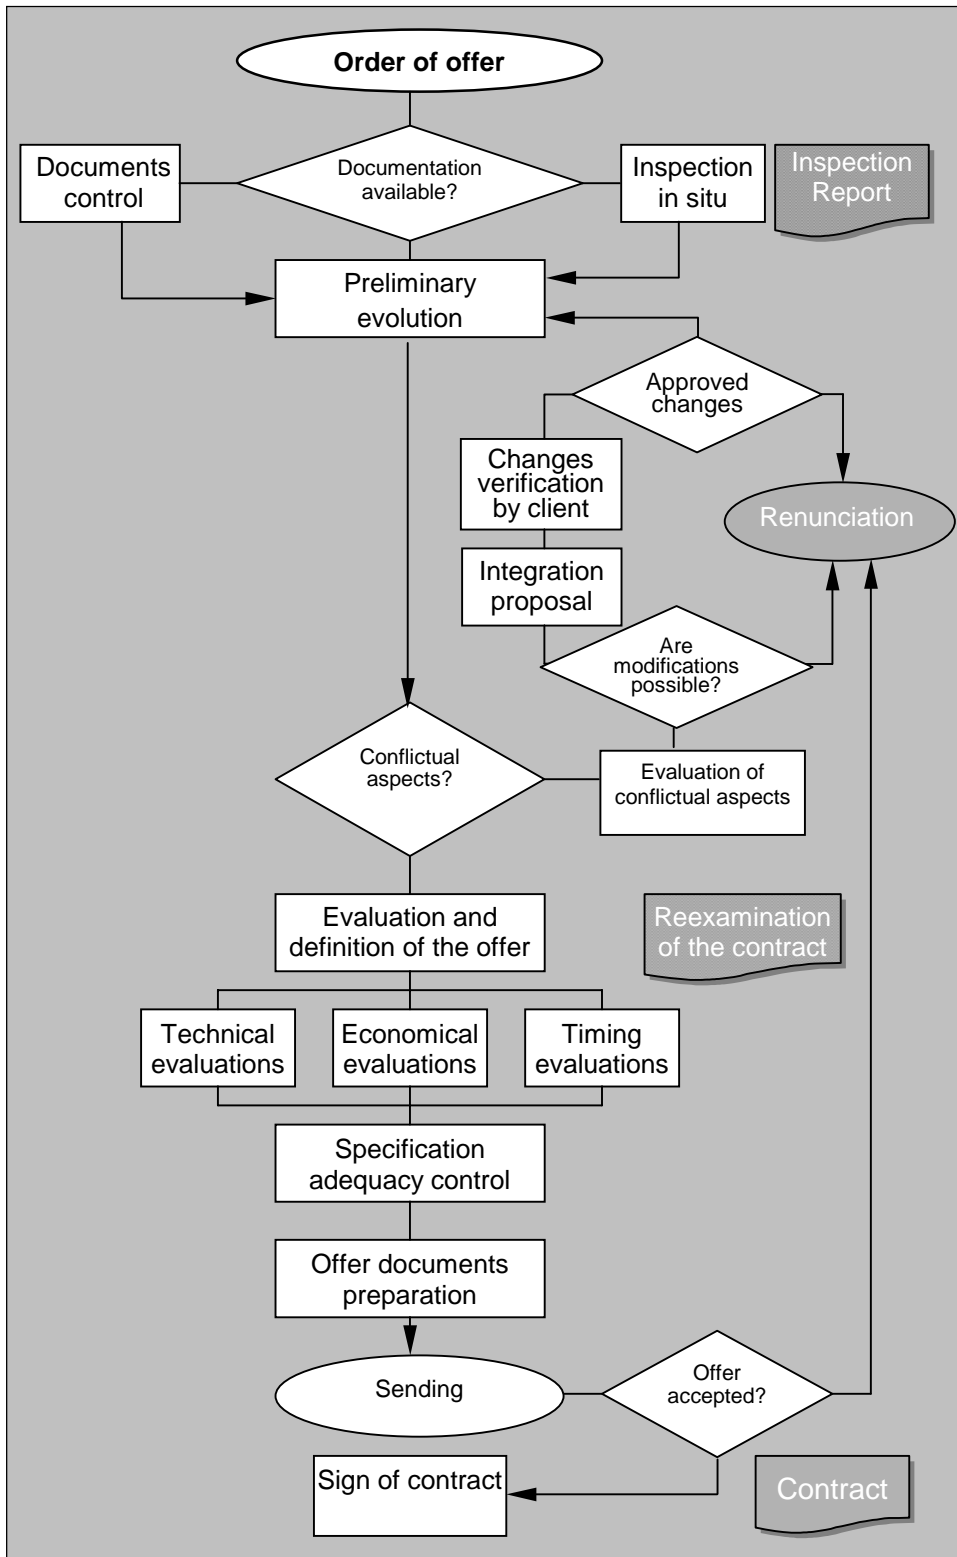 Order of offer
Documents
control
Documentation
available?
Inspection
in situ
Inspection
Report
Preliminary
evolution
Approved
changes
Changes
verification
by client
Renunciation
Integration
proposal
Are
modifications
possible?
Conflictual
aspects?
Evaluation of
conflictual aspects
Evaluation and
definition of the offer
Reexamination
of the contract
Technical
evaluations
Economical
evaluations
Timing
evaluations
Specification
adequacy control
Offer documents
preparation
Sending
Offer
accepted?
Sign of contract
Contract